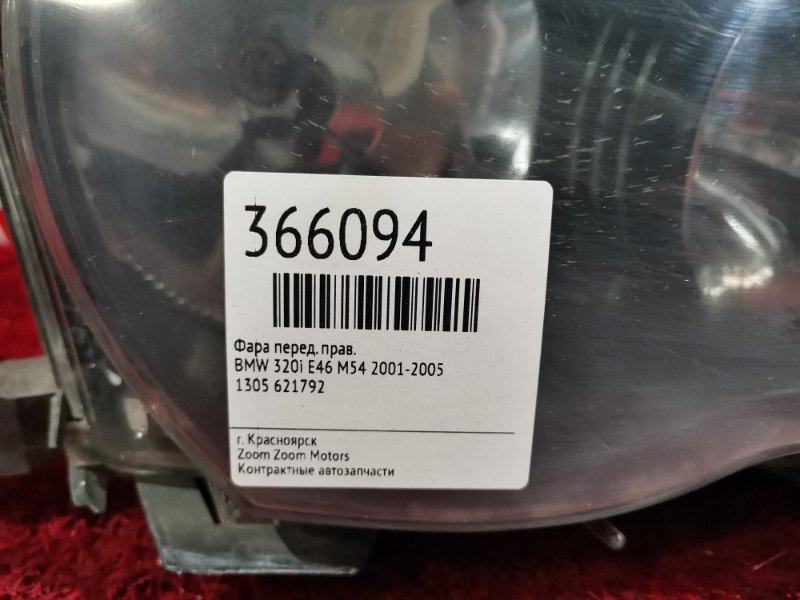 366094
Фара перед. прав.
BMW 320i E46 M54 2001-2005
1305 621792
г. Красноярск
Zoom Zoom Motors
Контрактные автозапчасти